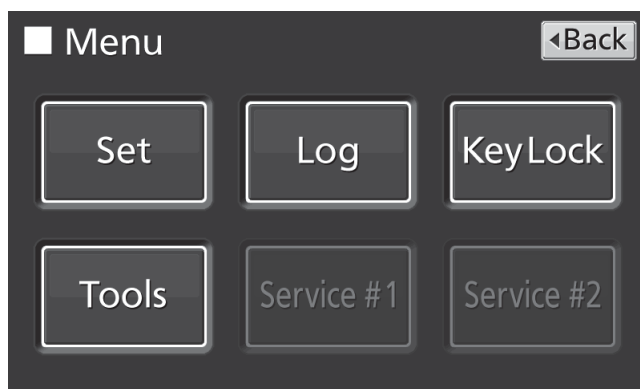 Menu
Back
Set
Log
KeyLock
Tools
Service #1
Service #2